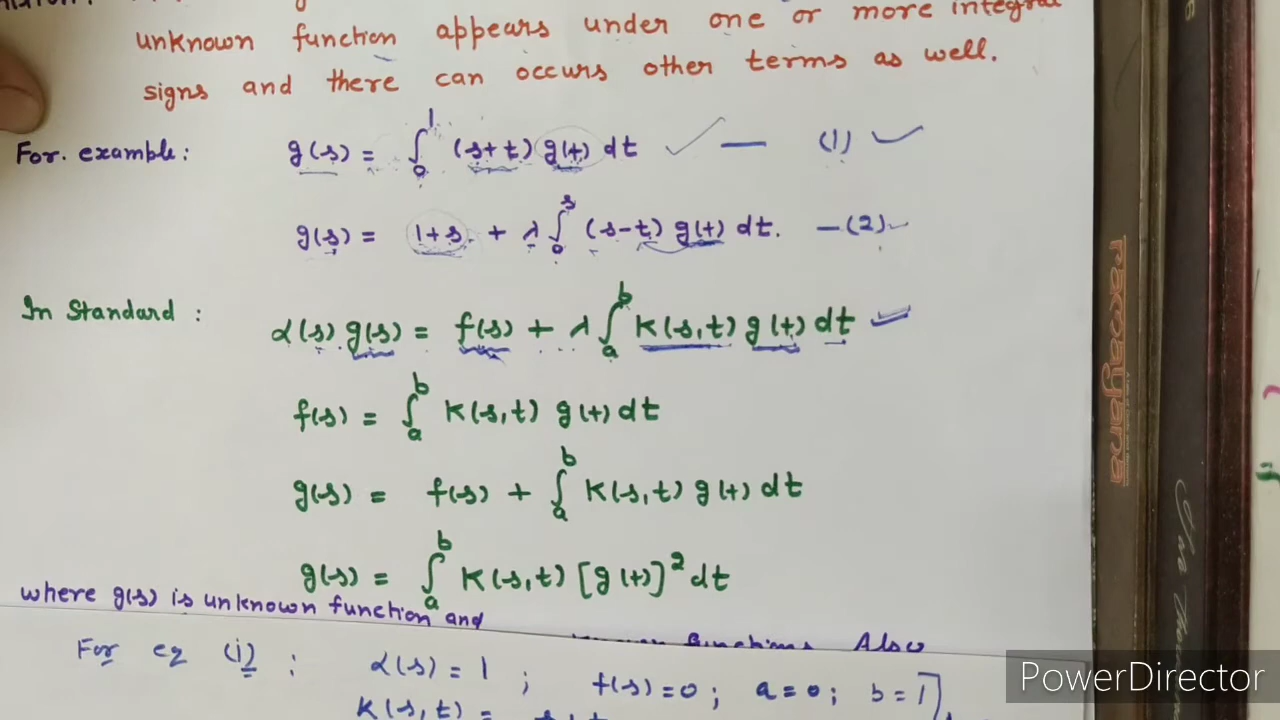 unknown function appears under one or more integral
signs and there can occurs other terms as well.
For. example: g(s) = ∫₀¹ (s+t) g(t) dt — (1)
g(s) = 1+s + λ∫₀ˢ (s-t) g(t) dt. —(2)
In Standard :
α(s) g(s) = f(s) + λ∫ₐᵇ K(s,t) g(t) dt
f(s) = ∫ₐᵇ K(s,t) g(t) dt
g(s) = f(s) + ∫ₐᵇ K(s,t) g(t) dt
g(s) = ∫ₐᵇ K(s,t) [g(t)]² dt
where g(s) is unknown function and
functions Also
For eq (i) : α(s) = 1 ; f(s)=0; a=0; b=1
K(s,t) =
PowerDirector